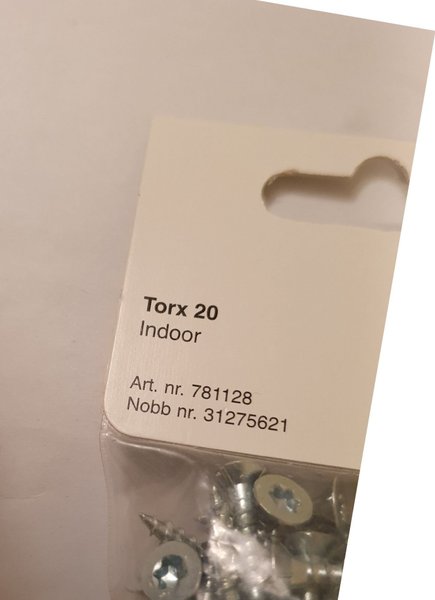 Torx 20
Indoor
Art. nr. 781128
Nobb nr. 31275621